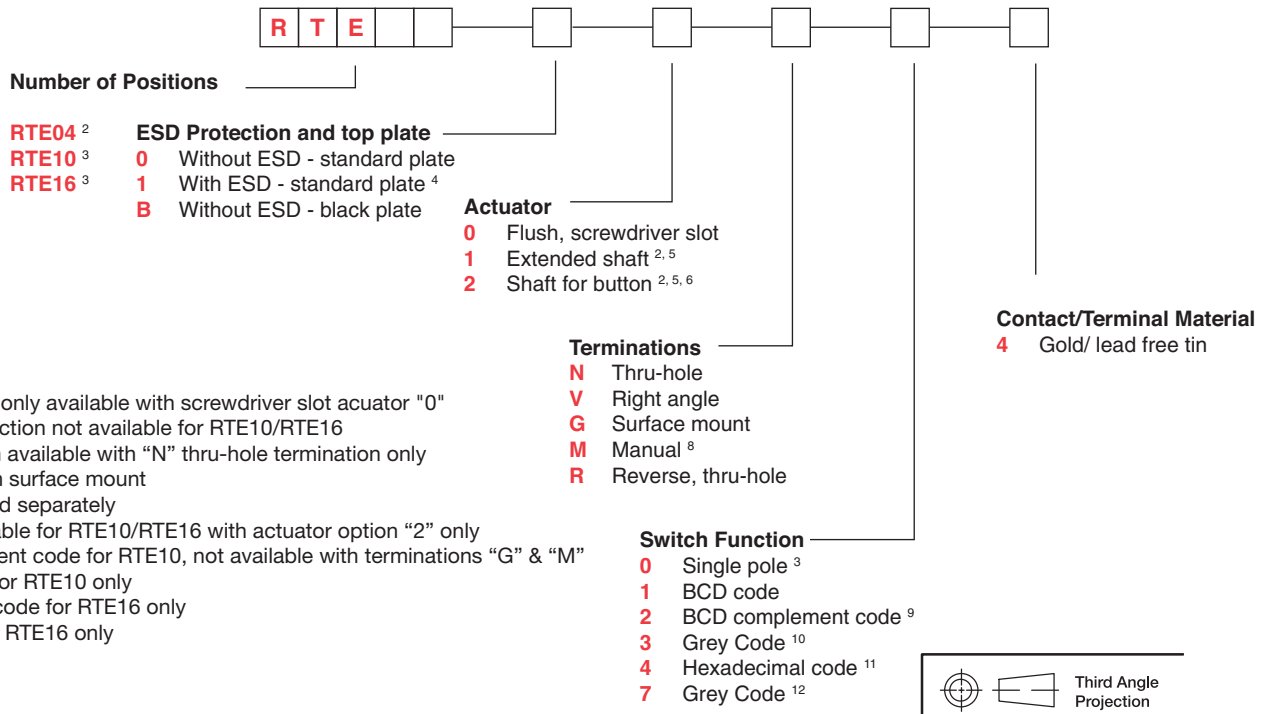 R T E
Number of Positions
RTE04 2
RTE10 3
RTE16 3
ESD Protection and top plate
0 Without ESD - standard plate
1 With ESD - standard plate 4
B Without ESD - black plate
Actuator
0 Flush, screwdriver slot
1 Extended shaft 2, 5
2 Shaft for button 2, 5, 6
Contact/Terminal Material
4 Gold/ lead free tin
Terminations
N Thru-hole
V Right angle
G Surface mount
M Manual 8
R Reverse, thru-hole
only available with screwdriver slot acuator "0"
ction not available for RTE10/RTE16
available with “N” thru-hole termination only
surface mount
d separately
able for RTE10/RTE16 with actuator option “2” only
ent code for RTE10, not available with terminations “G” & “M”
or RTE10 only
code for RTE16 only
RTE16 only
Switch Function
0 Single pole 3
1 BCD code
2 BCD complement code 9
3 Grey Code 10
4 Hexadecimal code 11
7 Grey Code 12
Third Angle
Projection